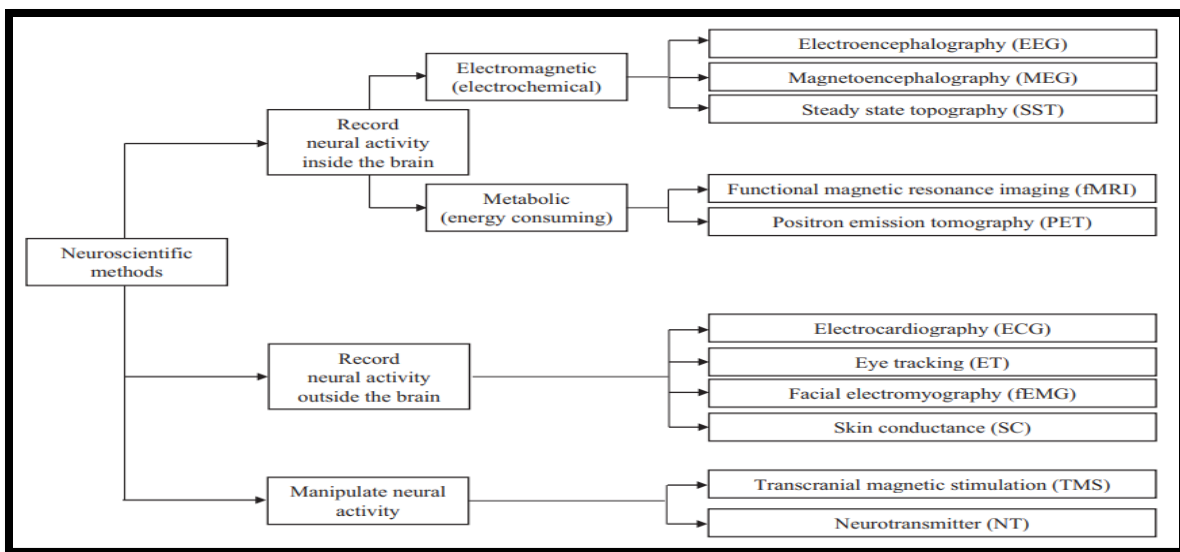 Neuroscientific
methods
Record
neural activity
inside the brain
Electromagnetic
(electrochemical)
Electroencephalography (EEG)
Magnetoencephalography (MEG)
Steady state topography (SST)
Metabolic
(energy consuming)
Functional magnetic resonance imaging (fMRI)
Positron emission tomography (PET)
Record
neural activity
outside the brain
Electrocardiography (ECG)
Eye tracking (ET)
Facial electromyography (fEMG)
Skin conductance (SC)
Manipulate neural
activity
Transcranial magnetic stimulation (TMS)
Neurotransmitter (NT)